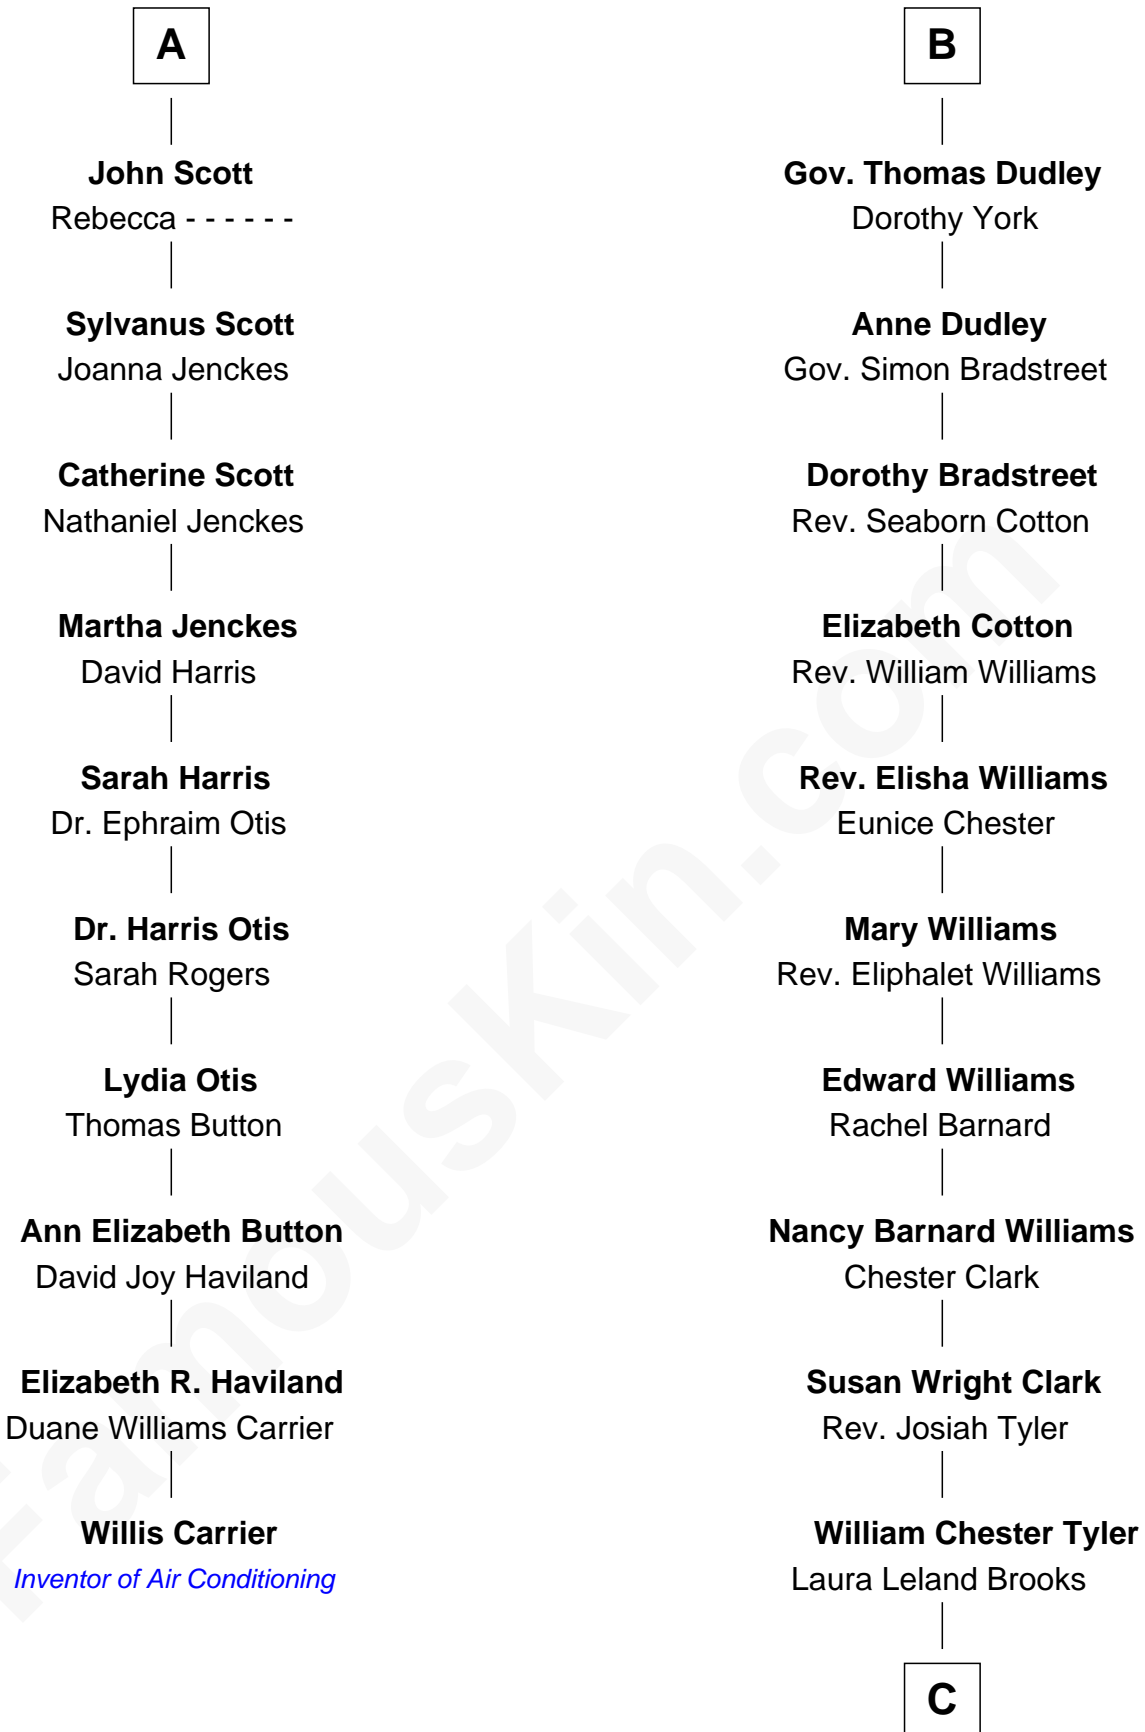 A
John Scott
Rebecca - - - - - -
Sylvanus Scott
Joanna Jenckes
Catherine Scott
Nathaniel Jenckes
Martha Jenckes
David Harris
Sarah Harris
Dr. Ephraim Otis
Dr. Harris Otis
Sarah Rogers
Lydia Otis
Thomas Button
Ann Elizabeth Button
David Joy Haviland
Elizabeth R. Haviland
Duane Williams Carrier
Willis Carrier
Inventor of Air Conditioning
B
Gov. Thomas Dudley
Dorothy York
Anne Dudley
Gov. Simon Bradstreet
Dorothy Bradstreet
Rev. Seaborn Cotton
Elizabeth Cotton
Rev. William Williams
Rev. Elisha Williams
Eunice Chester
Mary Williams
Rev. Eliphalet Williams
Edward Williams
Rachel Barnard
Nancy Barnard Williams
Chester Clark
Susan Wright Clark
Rev. Josiah Tyler
William Chester Tyler
Laura Leland Brooks
C
FamousKin.com